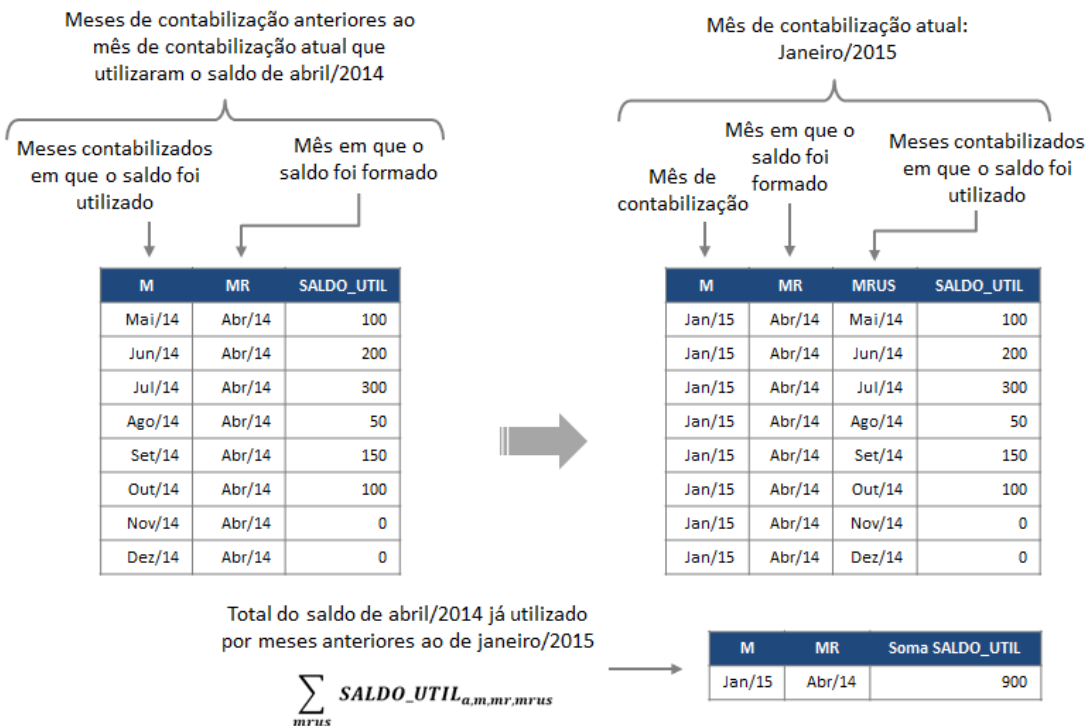 Meses de contabilização anteriores ao
mês de contabilização atual que
utilizaram o saldo de abril/2014
Meses contabilizados
em que o saldo foi
utilizado
Mês em que o
saldo foi formado
M MR SALDO_UTIL
Mai/14 Abr/14 100
Jun/14 Abr/14 200
Jul/14 Abr/14 300
Ago/14 Abr/14 50
Set/14 Abr/14 150
Out/14 Abr/14 100
Nov/14 Abr/14 0
Dez/14 Abr/14 0
Mês de contabilização atual:
Janeiro/2015
Mês de
contabilização
Mês em que o
saldo foi
formado
Meses contabilizados
em que o saldo foi
utilizado
M MR MRUS SALDO_UTIL
Jan/15 Abr/14 Mai/14 100
Jan/15 Abr/14 Jun/14 200
Jan/15 Abr/14 Jul/14 300
Jan/15 Abr/14 Ago/14 50
Jan/15 Abr/14 Set/14 150
Jan/15 Abr/14 Out/14 100
Jan/15 Abr/14 Nov/14 0
Jan/15 Abr/14 Dez/14 0
Total do saldo de abril/2014 já utilizado
por meses anteriores ao de janeiro/2015
∑ SALDO_UTILa,m,mr,mrus
mrus
M MR Soma SALDO_UTIL
Jan/15 Abr/14 900